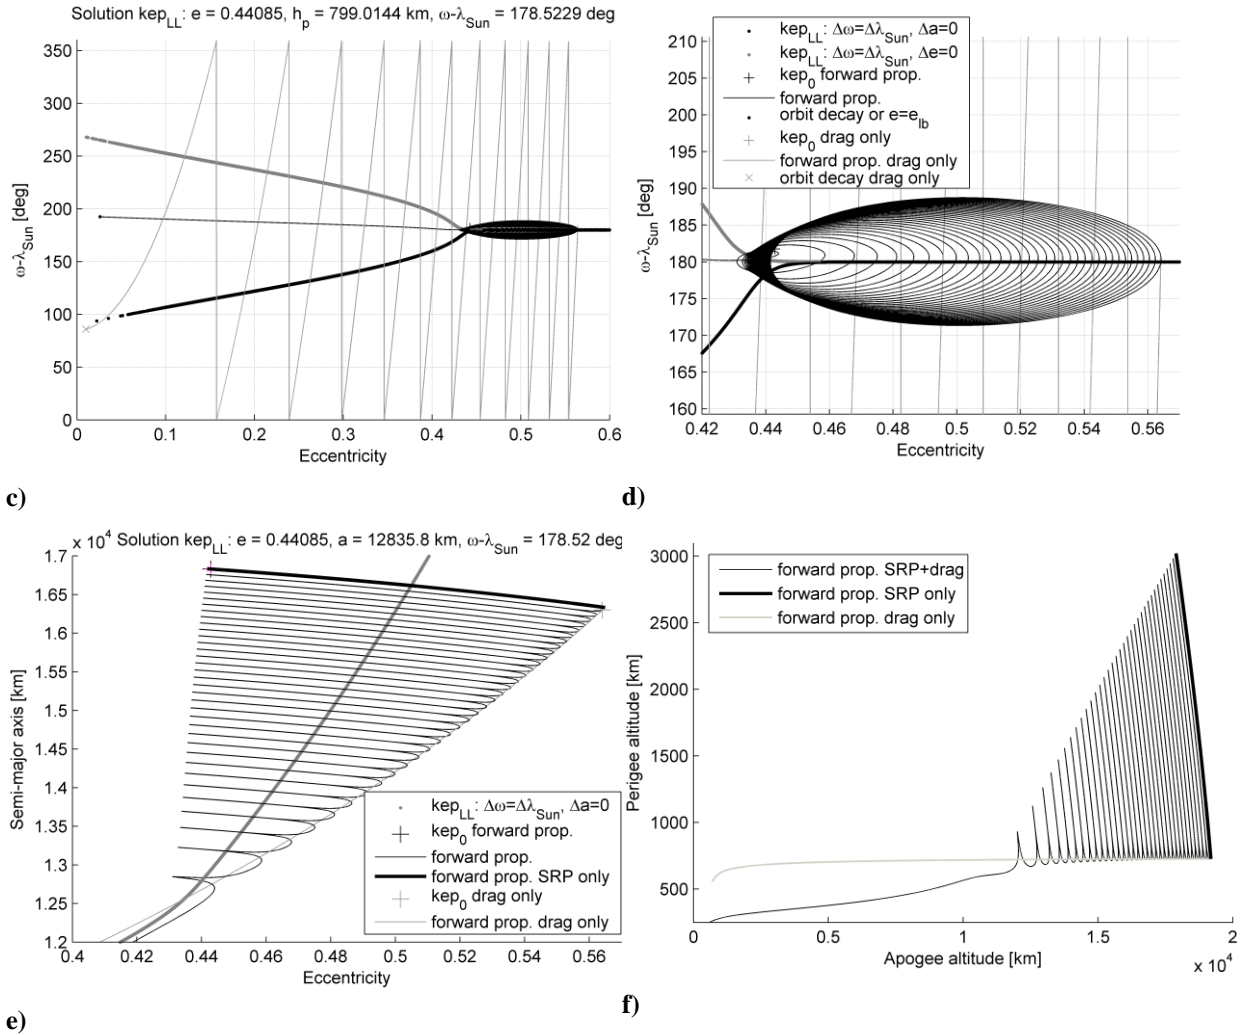 Solution kep_LL: e = 0.44085, h_p = 799.0144 km, ω-λ_Sun = 178.5229 deg
350
300
250
200
150
100
50
0
ω-λ_Sun [deg]
0 0.1 0.2 0.3 0.4 0.5 0.6
Eccentricity
c)
210
205
200
195
190
185
180
175
170
165
160
ω-λ_Sun [deg]
kep_LL: Δω=Δλ_Sun, Δa=0
kep_LL: Δω=Δλ_Sun, Δe=0
kep_0 forward prop.
forward prop.
orbit decay or e=e_lb
kep_0 drag only
forward prop. drag only
orbit decay drag only
0.42 0.44 0.46 0.48 0.5 0.52 0.54 0.56
Eccentricity
d)
x 10^4 Solution kep_LL: e = 0.44085, a = 12835.8 km, ω-λ_Sun = 178.52 deg
1.7
1.65
1.6
1.55
1.5
1.45
1.4
1.35
1.3
1.25
1.2
Semi-major axis [km]
kep_LL: Δω=Δλ_Sun, Δa=0
kep_0 forward prop.
forward prop.
forward prop. SRP only
kep_0 drag only
forward prop. drag only
0.4 0.42 0.44 0.46 0.48 0.5 0.52 0.54 0.56
Eccentricity
e)
3000
2500
2000
1500
1000
500
Perigee altitude [km]
forward prop. SRP+drag
forward prop. SRP only
forward prop. drag only
0 0.5 1 1.5 2
Apogee altitude [km]
x 10^4
f)